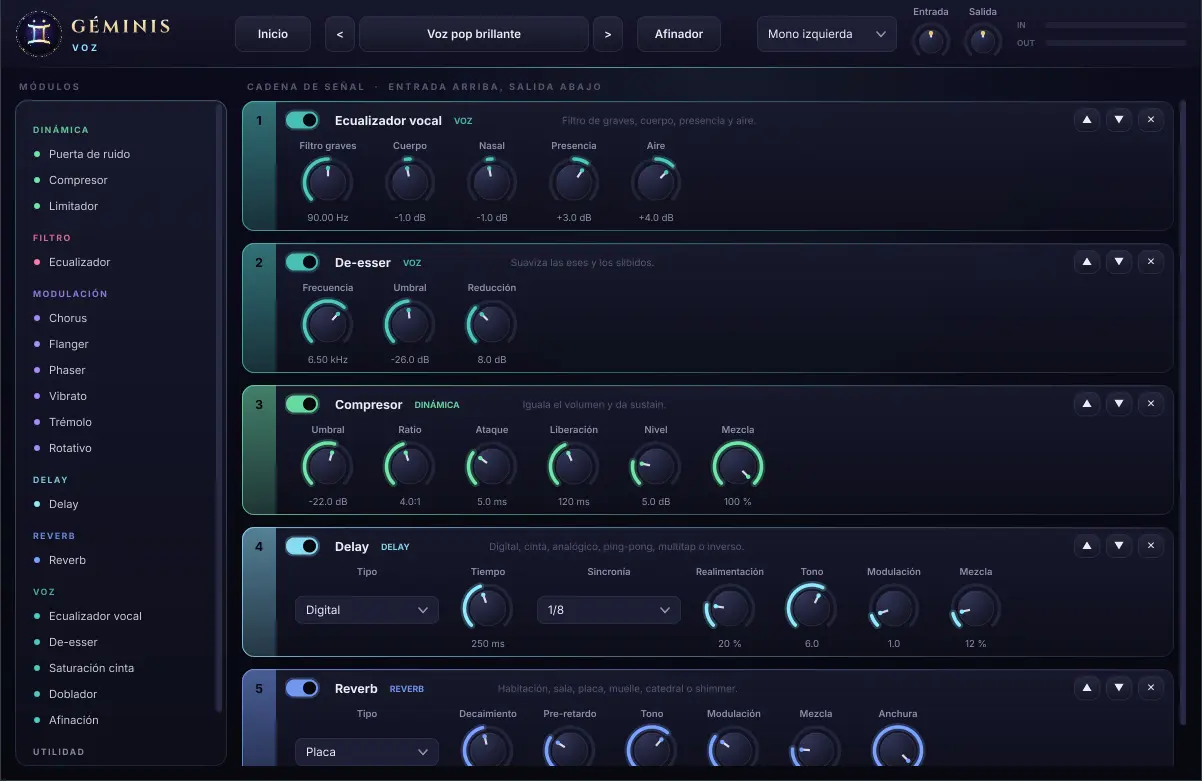 GÉMINIS
VOZ
Inicio
<
Voz pop brillante
>
Afinador
Mono izquierda
Entrada
Salida
IN
OUT
MÓDULOS
DINÁMICA
Puerta de ruido
Compresor
Limitador
FILTRO
Ecualizador
MODULACIÓN
Chorus
Flanger
Phaser
Vibrato
Trémolo
Rotativo
DELAY
Delay
REVERB
Reverb
VOZ
Ecualizador vocal
De-esser
Saturación cinta
Doblador
Afinación
UTILIDAD
CADENA DE SEÑAL · ENTRADA ARRIBA, SALIDA ABAJO
1 Ecualizador vocal VOZ Filtro de graves, cuerpo, presencia y aire.
Filtro graves Cuerpo Nasal Presencia Aire
90.00 Hz -1.0 dB -1.0 dB +3.0 dB +4.0 dB
2 De-esser VOZ Suaviza las eses y los silbidos.
Frecuencia Umbral Reducción
6.50 kHz -26.0 dB 8.0 dB
3 Compresor DINÁMICA Iguala el volumen y da sustain.
Umbral Ratio Ataque Liberación Nivel Mezcla
-22.0 dB 4.0:1 5.0 ms 120 ms 5.0 dB 100 %
4 Delay DELAY Digital, cinta, analógico, ping-pong, multitap o inverso.
Tipo Tiempo Sincronía Realimentación Tono Modulación Mezcla
Digital 1/8
250 ms 20 % 6.0 1.0 12 %
5 Reverb REVERB Habitación, sala, placa, muelle, catedral o shimmer.
Tipo Decaimiento Pre-retardo Tono Modulación Mezcla Anchura
Placa